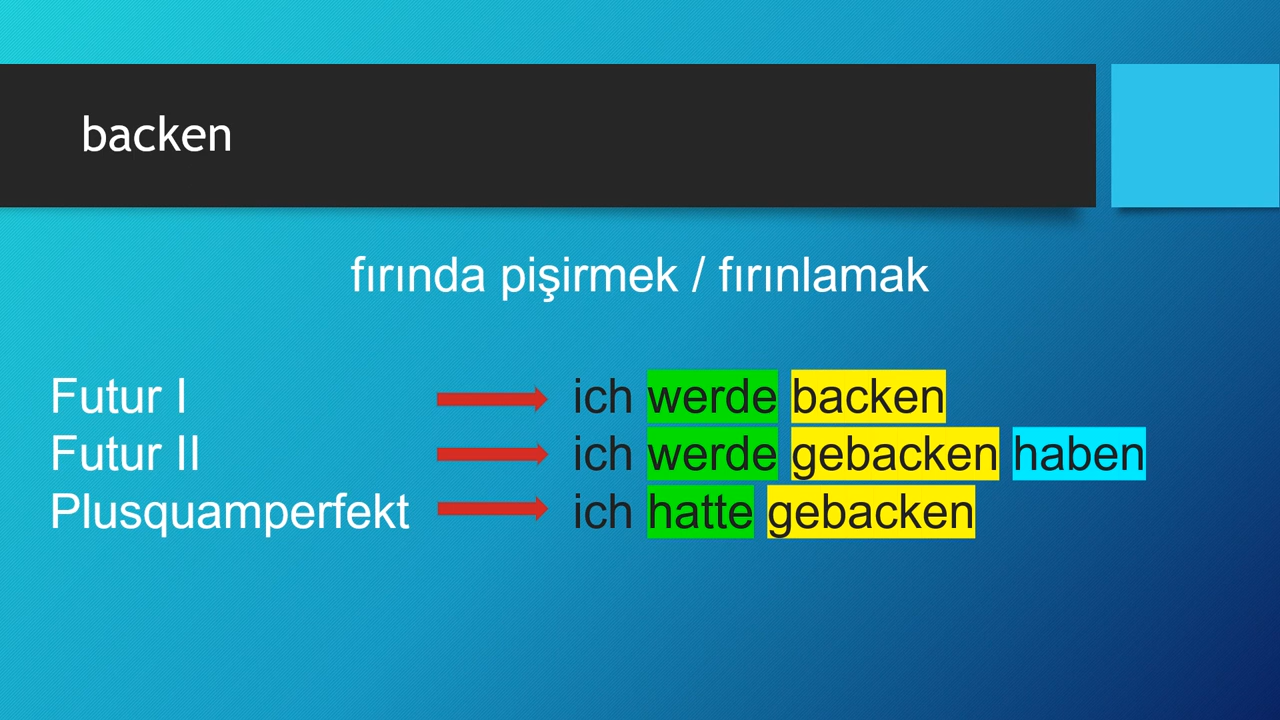 backen
fırında pişirmek / fırınlamak
Futur I ich werde backen
Futur II ich werde gebacken haben
Plusquamperfekt ich hatte gebacken